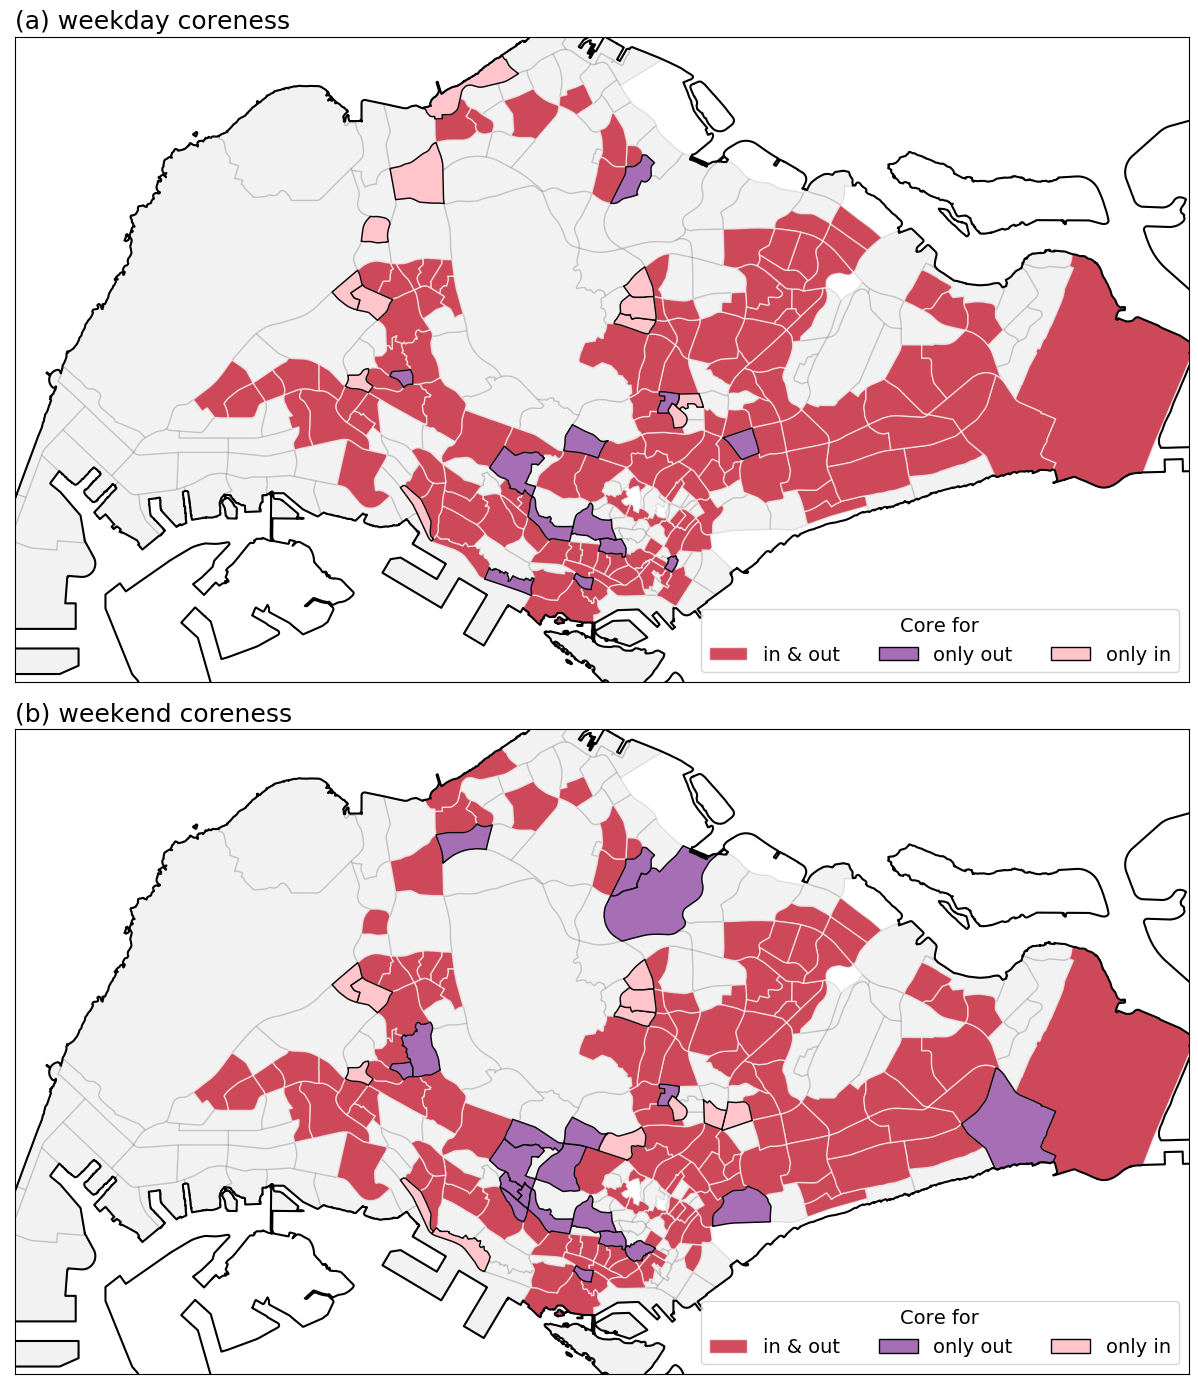 (a) weekday coreness
Core for
in & out
only out
only in
(b) weekend coreness
Core for
in & out
only out
only in